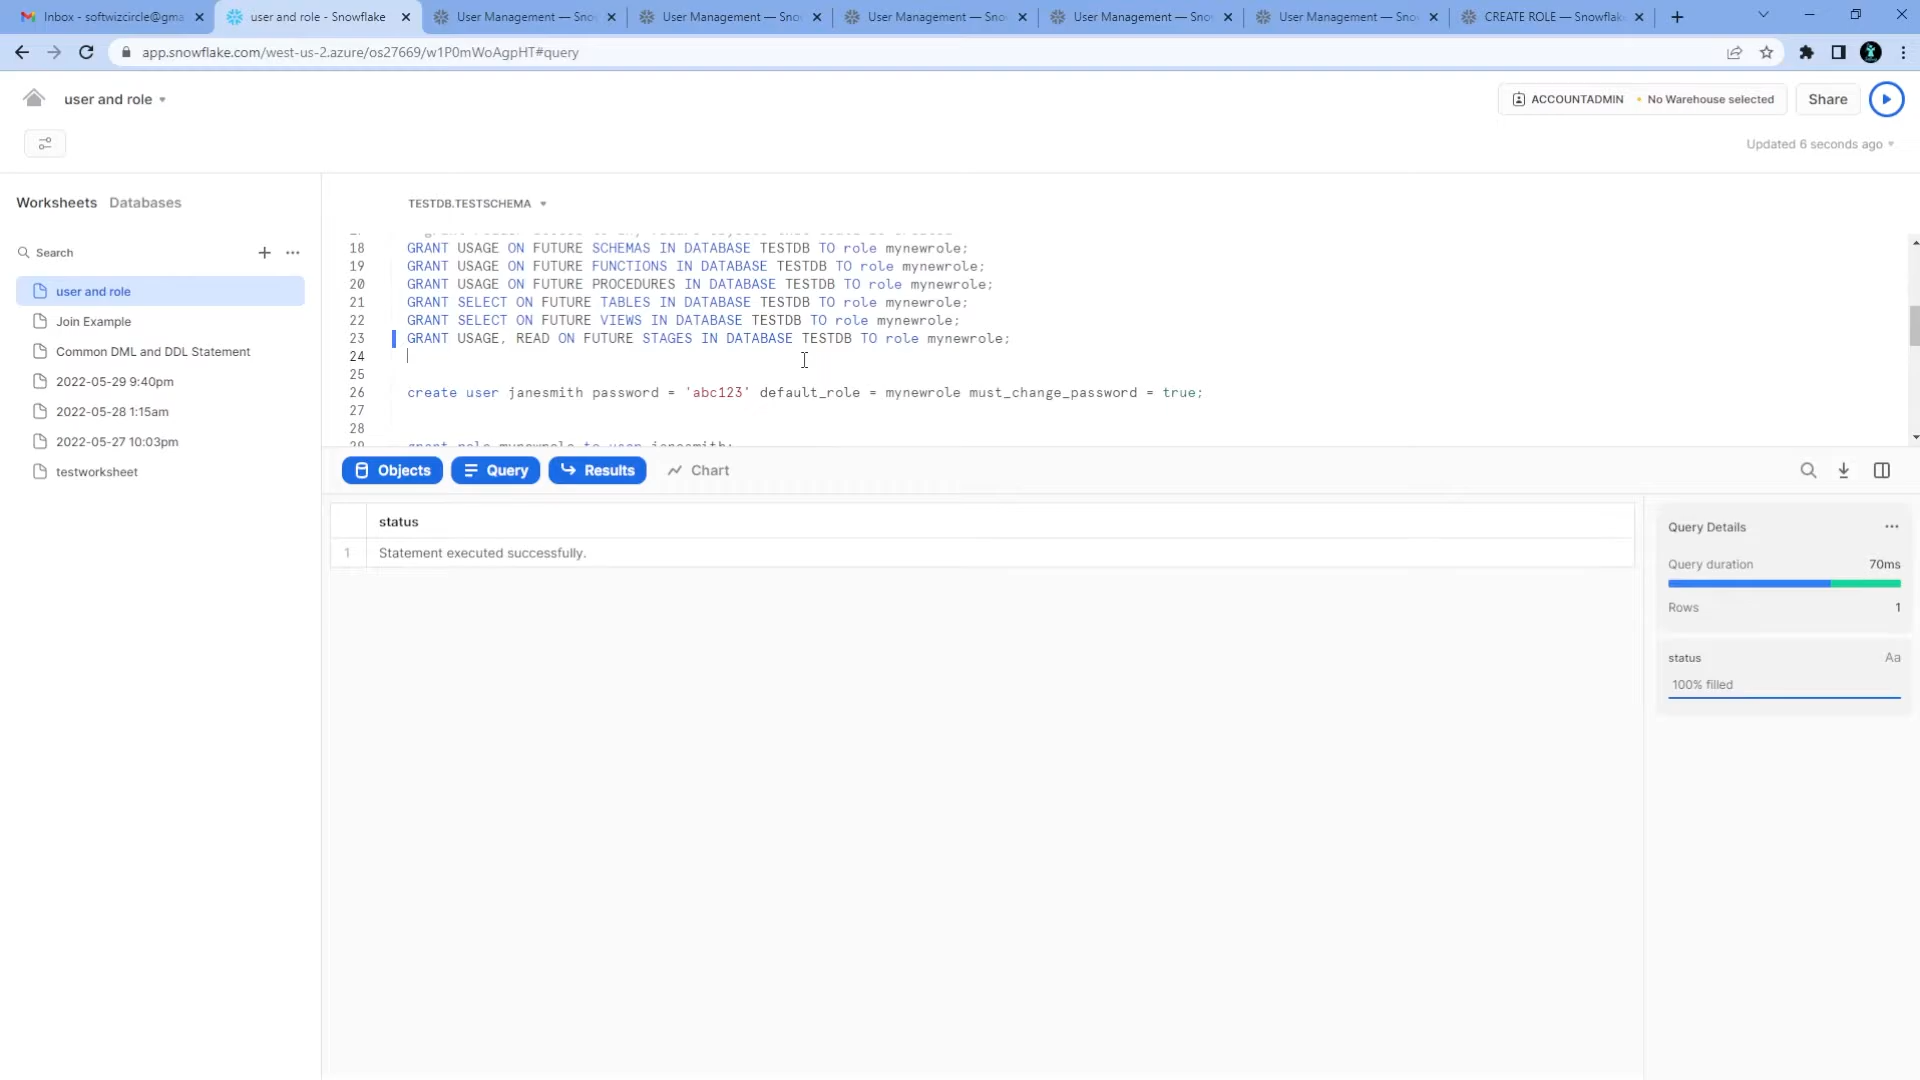 Inbox - softwizcircle@gma
user and role - Snowflake
User Management — Sno
User Management — Sno
User Management — Sno
User Management — Sno
User Management — Sno
CREATE ROLE — Snowflak
app.snowflake.com/west-us-2.azure/os27669/w1P0mWoAgpHT#query
user and role
ACCOUNTADMIN • No Warehouse selected
Share
Updated 6 seconds ago
Worksheets Databases
TESTDB.TESTSCHEMA
Search
user and role
Join Example
Common DML and DDL Statement
2022-05-29 9:40pm
2022-05-28 1:15am
2022-05-27 10:03pm
testworksheet
18 GRANT USAGE ON FUTURE SCHEMAS IN DATABASE TESTDB TO role mynewrole;
19 GRANT USAGE ON FUTURE FUNCTIONS IN DATABASE TESTDB TO role mynewrole;
20 GRANT USAGE ON FUTURE PROCEDURES IN DATABASE TESTDB TO role mynewrole;
21 GRANT SELECT ON FUTURE TABLES IN DATABASE TESTDB TO role mynewrole;
22 GRANT SELECT ON FUTURE VIEWS IN DATABASE TESTDB TO role mynewrole;
23 GRANT USAGE, READ ON FUTURE STAGES IN DATABASE TESTDB TO role mynewrole;
24
25
26 create user janesmith password = 'abc123' default_role = mynewrole must_change_password = true;
27
28
29 grant role mynewrole to user janesmith;
Objects Query Results Chart
status
1 Statement executed successfully.
Query Details
Query duration 70ms
Rows 1
status Aa
100% filled